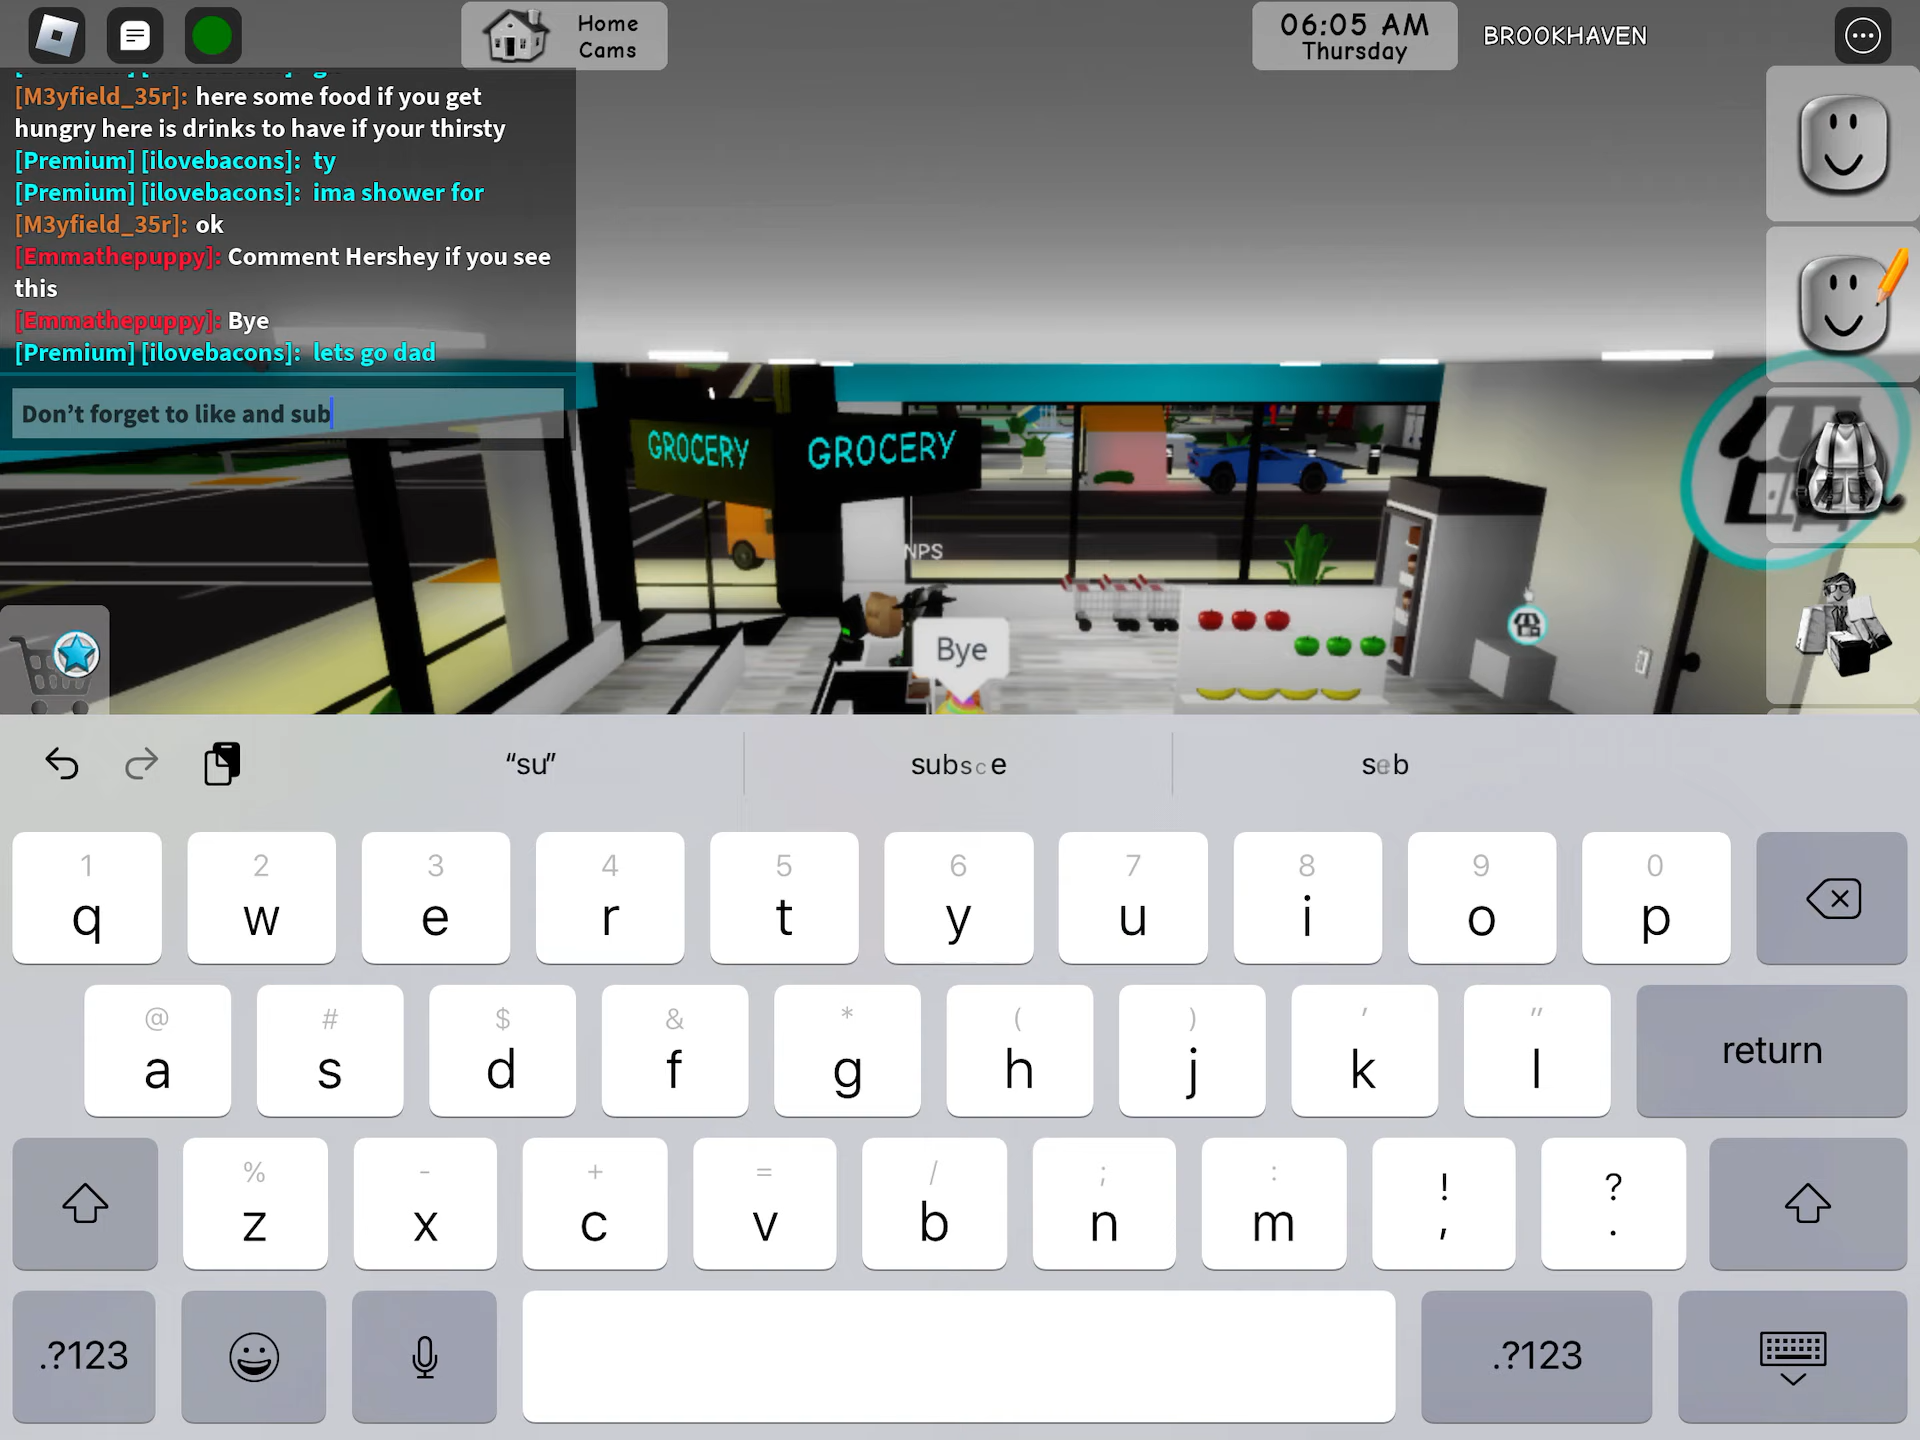 Home
Cams
06:05 AM
Thursday
BROOKHAVEN
[M3yfield_35r]: here some food if you get
hungry here is drinks to have if your thirsty
[Premium] [ilovebacons]: ty
[Premium] [ilovebacons]: ima shower for
[M3yfield_35r]: ok
[Emmathepuppy]: Comment Hershey if you see
this
[Emmathepuppy]: Bye
[Premium] [ilovebacons]: lets go dad
Don't forget to like and sub
GROCERY GROCERY
NPS
Bye
“su”
seb
1 2 3 4 5 6 7 8 9 0
q w e r t y u i o p
@ # $ & * ( ) ' "
a s d f g h j k l return
% - + = / ; : ! ?
z x c v b n m , .
.?123 .?123